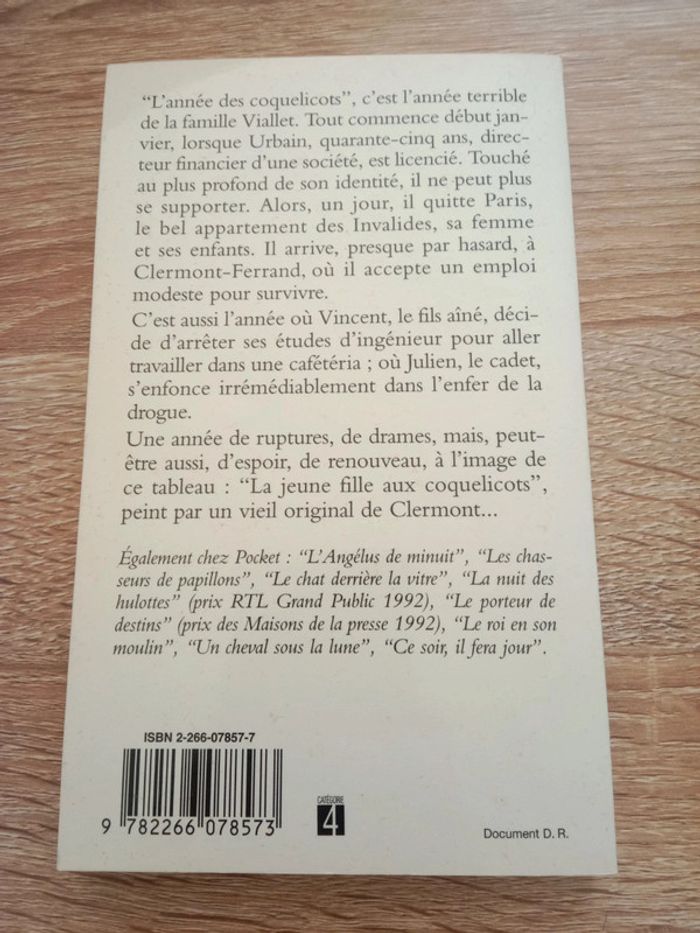 “L’année des coquelicots”, c’est l’année terrible
de la famille Viallet. Tout commence début jan-
vier, lorsque Urbain, quarante-cinq ans, direc-
teur financier d’une société, est licencié. Touché
au plus profond de son identité, il ne peut plus
se supporter. Alors, un jour, il quitte Paris,
le bel appartement des Invalides, sa femme
et ses enfants. Il arrive, presque par hasard, à
Clermont-Ferrand, où il accepte un emploi
modeste pour survivre.
C’est aussi l’année où Vincent, le fils aîné, déci-
de d’arrêter ses études d’ingénieur pour aller
travailler dans une cafétéria ; où Julien, le cadet,
s’enfonce irrémédiablement dans l’enfer de la
drogue.
Une année de ruptures, de drames, mais, peut-
être aussi, d’espoir, de renouveau, à l’image de
ce tableau : “La jeune fille aux coquelicots”,
peint par un vieil original de Clermont...
Également chez Pocket : “L’Angélus de minuit”, “Les chas-
seurs de papillons”, “Le chat derrière la vitre”, “La nuit des
hulottes” (prix RTL Grand Public 1992), “Le porteur de
destins” (prix des Maisons de la presse 1992), “Le roi en son
moulin”, “Un cheval sous la lune”, “Ce soir, il fera jour”.
ISBN 2-266-07857-7
9 782266 078573
CATÉGORIE
4
Document D. R.